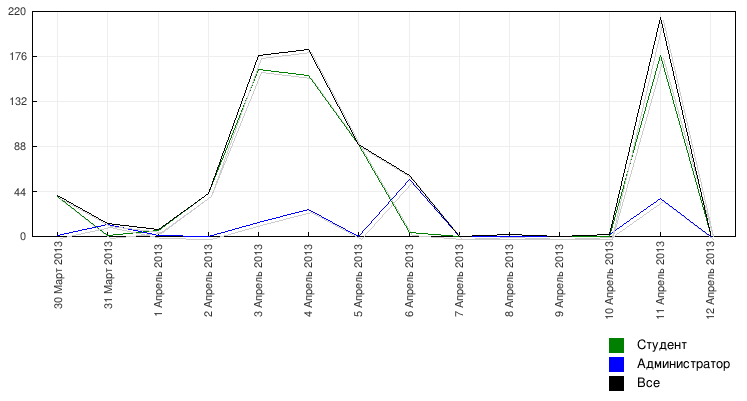 220
176
132
88
44
0
30 Март 2013
31 Март 2013
1 Апрель 2013
2 Апрель 2013
3 Апрель 2013
4 Апрель 2013
5 Апрель 2013
6 Апрель 2013
7 Апрель 2013
8 Апрель 2013
9 Апрель 2013
10 Апрель 2013
11 Апрель 2013
12 Апрель 2013
Студент
Администратор
Все